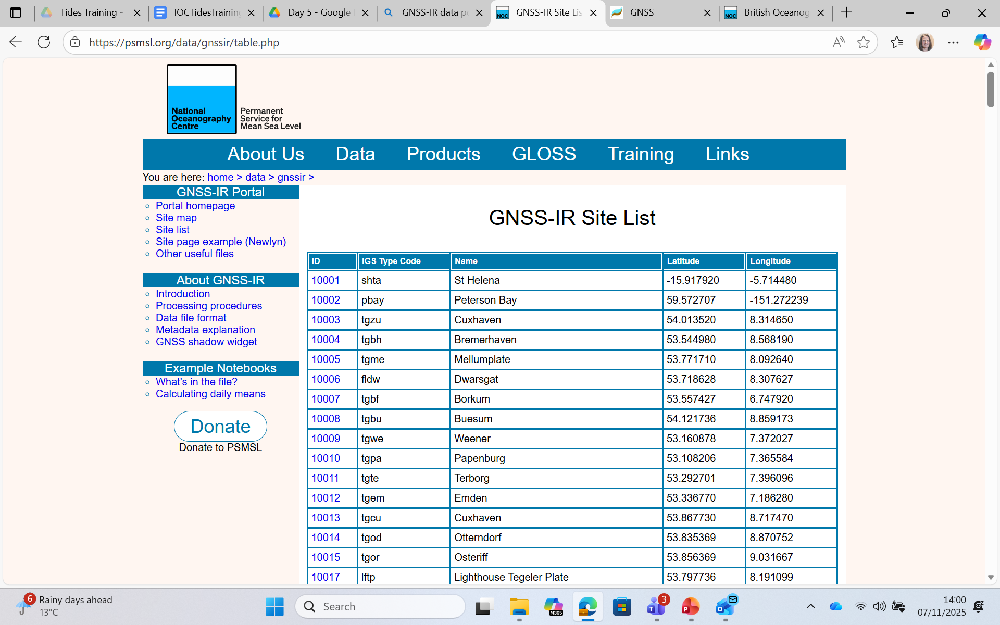 Tides Training -
IOCTidesTraining
Day 5 - Google
GNSS-IR data po
GNSS-IR Site Lis
GNSS
British Oceanog
https://psmsl.org/data/gnssir/table.php
National
Oceanography
Centre
Permanent
Service for
Mean Sea Level
About Us Data Products GLOSS Training Links
You are here: home > data > gnssir >
GNSS-IR Portal
Portal homepage
Site map
Site list
Site page example (Newlyn)
Other useful files
About GNSS-IR
Introduction
Processing procedures
Data file format
Metadata explanation
GNSS shadow widget
Example Notebooks
What's in the file?
Calculating daily means
Donate
Donate to PSMSL
GNSS-IR Site List
ID IGS Type Code Name Latitude Longitude
10001 shta St Helena -15.917920 -5.714480
10002 pbay Peterson Bay 59.572707 -151.272239
10003 tgzu Cuxhaven 54.013520 8.314650
10004 tgbh Bremerhaven 53.544980 8.568190
10005 tgme Mellumplate 53.771710 8.092640
10006 fldw Dwarsgat 53.718628 8.307627
10007 tgbf Borkum 53.557427 6.747920
10008 tgbu Buesum 54.121736 8.859173
10009 tgwe Weener 53.160878 7.372027
10010 tgpa Papenburg 53.108206 7.365584
10011 tgte Terborg 53.292701 7.396096
10012 tgem Emden 53.336770 7.186280
10013 tgcu Cuxhaven 53.867730 8.717470
10014 tgod Otterndorf 53.835369 8.870752
10015 tgor Osteriff 53.856369 9.031667
10017 lftp Lighthouse Tegeler Plate 53.797736 8.191099
6
Rainy days ahead
13°C
Search
M365
3
14:00
07/11/2025